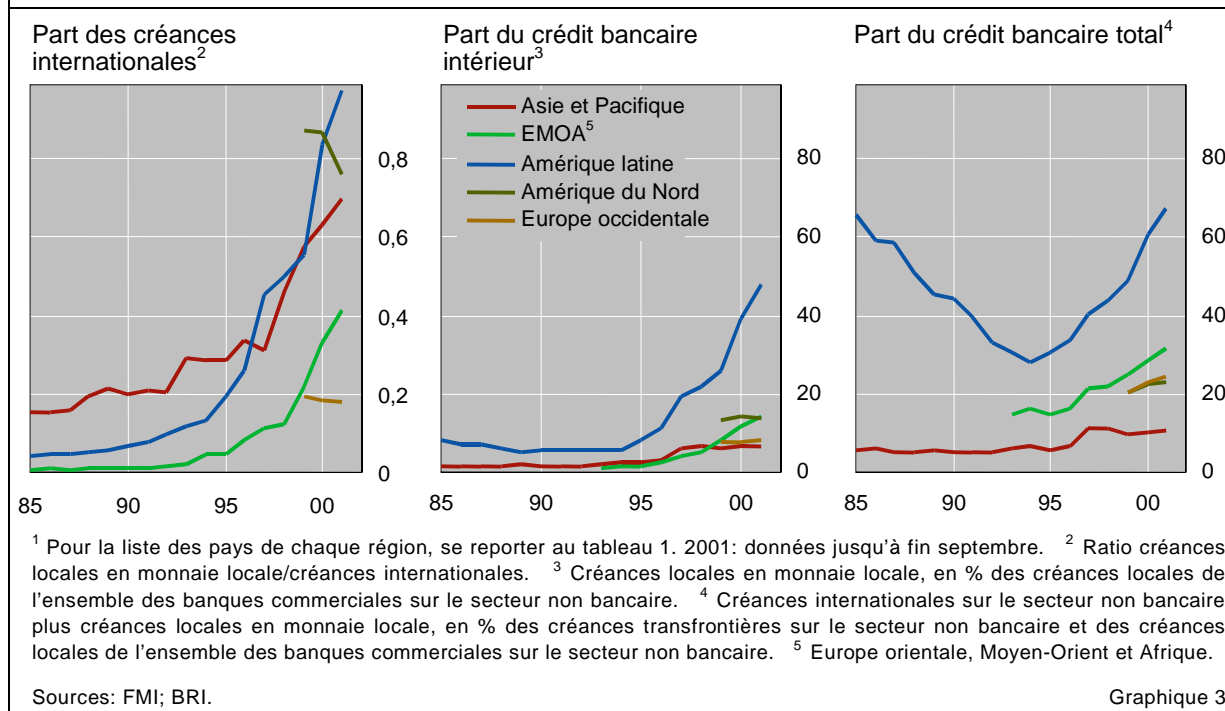 Part des créances
internationales²
Part du crédit bancaire
intérieur³
Part du crédit bancaire total⁴
0,8
0,6
0,4
0,2
0
85 90 95 00
Asie et Pacifique
EMOA⁵
Amérique latine
Amérique du Nord
Europe occidentale
80
60
40
20
0
85 90 95 00
80
60
40
20
0
85 90 95 00
¹ Pour la liste des pays de chaque région, se reporter au tableau 1. 2001: données jusqu'à fin septembre. ² Ratio créances
locales en monnaie locale/créances internationales. ³ Créances locales en monnaie locale, en % des créances locales de
l'ensemble des banques commerciales sur le secteur non bancaire. ⁴ Créances internationales sur le secteur non bancaire
plus créances locales en monnaie locale, en % des créances transfrontières sur le secteur non bancaire et des créances
locales de l'ensemble des banques commerciales sur le secteur non bancaire. ⁵ Europe orientale, Moyen-Orient et Afrique.
Sources: FMI; BRI. Graphique 3